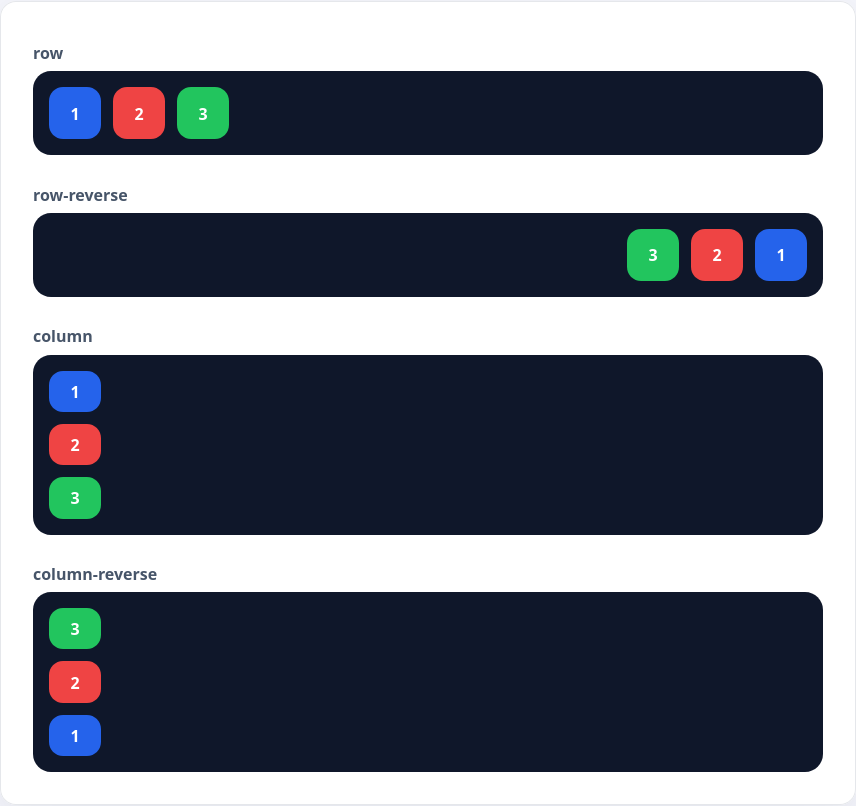 row
1 2 3
row-reverse
3 2 1
column
1
2
3
column-reverse
3
2
1